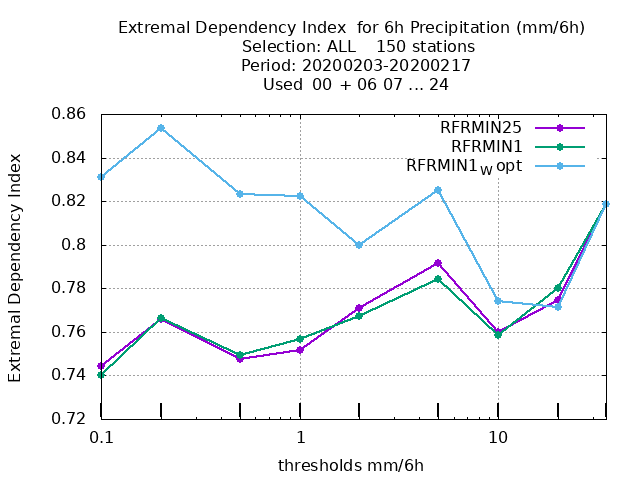 Extremal Dependency Index  for 6h Precipitation (mm/6h)
Selection: ALL    150 stations
Period: 20200203-20200217
Used  00 + 06 07 ... 24
RFRMIN25
RFRMIN1
RFRMIN1w opt
Extremal Dependency Index
0.86
0.84
0.82
0.8
0.78
0.76
0.74
0.72
0.1
1
10
thresholds mm/6h